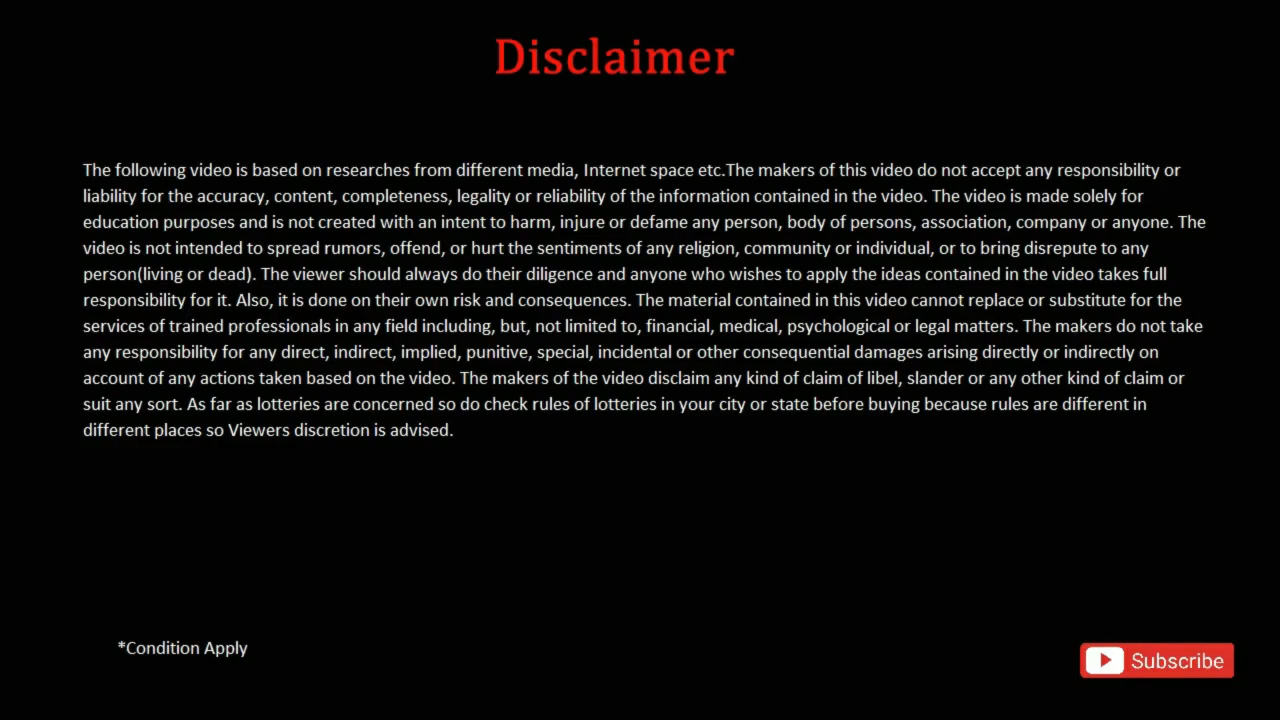 Disclaimer
The following video is based on researches from different media, Internet space etc.The makers of this video do not accept any responsibility or
liability for the accuracy, content, completeness, legality or reliability of the information contained in the video. The video is made solely for
education purposes and is not created with an intent to harm, injure or defame any person, body of persons, association, company or anyone. The
video is not intended to spread rumors, offend, or hurt the sentiments of any religion, community or individual, or to bring disrepute to any
person(living or dead). The viewer should always do their diligence and anyone who wishes to apply the ideas contained in the video takes full
responsibility for it. Also, it is done on their own risk and consequences. The material contained in this video cannot replace or substitute for the
services of trained professionals in any field including, but, not limited to, financial, medical, psychological or legal matters. The makers do not take
any responsibility for any direct, indirect, implied, punitive, special, incidental or other consequential damages arising directly or indirectly on
account of any actions taken based on the video. The makers of the video disclaim any kind of claim of libel, slander or any other kind of claim or
suit any sort. As far as lotteries are concerned so do check rules of lotteries in your city or state before buying because rules are different in
different places so Viewers discretion is advised.
*Condition Apply
Subscribe